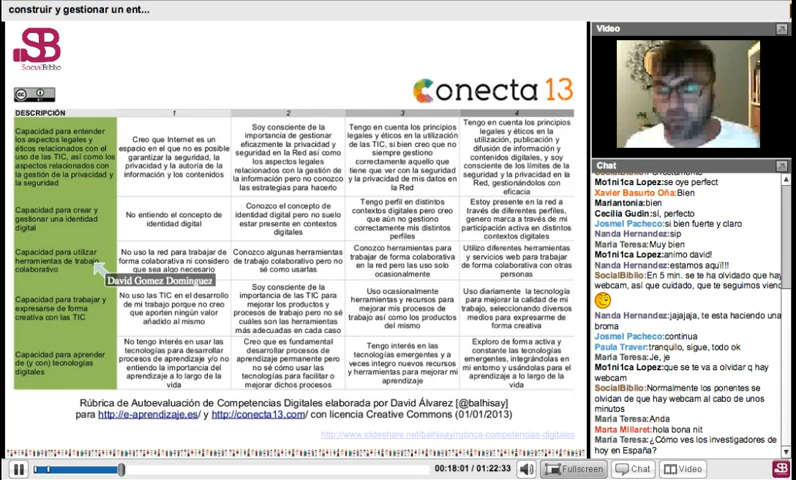 construir y gestionar un ent...
SB
SocialBiblio
Conecta 13
DESCRIPCIÓN 1 2 3 4
Capacidad para entender
los aspectos legales y
éticos relacionados con el
uso de las TIC, así como los
aspectos relacionados con
la gestión de la privacidad y
la seguridad
Creo que Internet es un
espacio en el que no es posible
garantizar la seguridad, la
privacidad y la autoría de la
información y los contenidos
Soy consciente de la
importancia de gestionar
eficazmente la privacidad y
seguridad en la Red así como
los aspectos legales
relacionados con la gestión de
la información pero no conozco
las estrategias para hacerlo
Tengo en cuenta los principios
legales y éticos en la utilización
de las TIC, si bien creo que no
siempre gestiono
correctamente aquello que
tiene que ver con la seguridad
y la privacidad de mis datos en
la Red
Tengo en cuenta los principios
legales y éticos en la
utilización, publicación y
difusión de información y
contenidos digitales, y soy
consciente de los límites de la
seguridad y la privacidad en la
Red, gestionándolos con
eficacia
Capacidad para crear y
gestionar una identidad
digital
No entiendo el concepto de
identidad digital
Conozco el concepto de
identidad digital pero no suelo
estar presente en contextos
digitales
Tengo perfil en distintos
contextos digitales pero creo
que aún no gestiono
correctamente mis distintos
perfiles
Estoy presente en la red a
través de diferentes perfiles,
genero marca a través de mi
participación activa en distintos
contextos digitales
Capacidad para utilizar
herramientas de trabajo
colaborativo
No uso la red para trabajar de
forma colaborativa ni considero
que sea algo necesario
Conozco algunas herramientas
de trabajo colaborativo pero no
sé como usarlas
Conozco herramientas para
trabajar de forma colaborativa
en la red pero las uso solo
ocasionalmente
Utilizo diferentes herramientas
y servicios web para trabajar
de forma colaborativa con otras
personas
David Gomez Dominguez
Capacidad para trabajar y
expresarse de forma
creativa con las TIC
No uso las TIC en el desarrollo
de mi trabajo porque no creo
que aporten ningún valor
añadido al mismo
Soy consciente de la
importancia de las TIC para
mejorar los productos y
procesos de trabajo pero no sé
cuáles son las herramientas
más adecuadas en cada caso
Uso ocasionalmente
herramientas y recursos para
mejorar mis procesos de
trabajo así como los productos
del mismo
Uso diariamente la tecnología
para mejorar la calidad de mi
trabajo, seleccionando diversos
medios para expresarme de
forma creativa
Capacidad para aprender
de (y con) tecnologías
digitales
No tengo interés en usar las
tecnologías para desarrollar
procesos de aprendizaje y/o no
entiendo la importancia del
aprendizaje a lo largo de la
vida
Creo que es fundamental
desarrollar procesos de
aprendizaje permanente pero
no sé cómo usar las
tecnologías para facilitar o
mejorar dichos procesos
Tengo interés en las
tecnologías emergentes y a
veces integro nuevos recursos
y herramientas para mejorar mi
aprendizaje
Exploro de forma activa y
constante las tecnologías
emergentes, integrándolas en
mi entorno y usándolas para el
aprendizaje a lo largo de la
vida
Rúbrica de Autoevaluación de Competencias Digitales elaborada por David Álvarez [@balhisay]
para http://e-aprendizaje.es/ y http://conecta13.com/ con licencia Creative Commons (01/01/2013)
http://www.slideshare.net/balhisay/rubrica-competencias-digitales
00:18:01 / 01:22:33
Fullscreen
Chat
Video
SB
Video
Chat
Mo1ni1ca Lopez:se oye perfect
Xavier Basurto Oña:Bien
Mariantonia:bien
Cecilia Gudin:sí, perfecto
Josmel Pacheco:si bien fuerte y claro
Nanda Hernandez:sip
María Teresa:Muy bien
Mo1ni1ca Lopez:animo david!
Nanda Hernandez:estamos aquí!!!
SocialBiblio:En 5 min. se te ha olvidado que hay
webcam, así que cuidado, que te seguimos viendo
Nanda Hernandez:jajajaja, te esta haciendo una
broma
Josmel Pacheco:continua
Paula Traver:tranquilo, sigue, todo ok
María Teresa:Je, je
Mo1ni1ca Lopez:que se te va a olvidar q hay
webcam
SocialBiblio:Normalmente los ponentes se
olvidan de que hay webcam al cabo de unos
minutos
María Teresa:Anda
Marta Millaret:hola bona nit
María Teresa:¿Cómo ves los investigadores de
hoy en España?